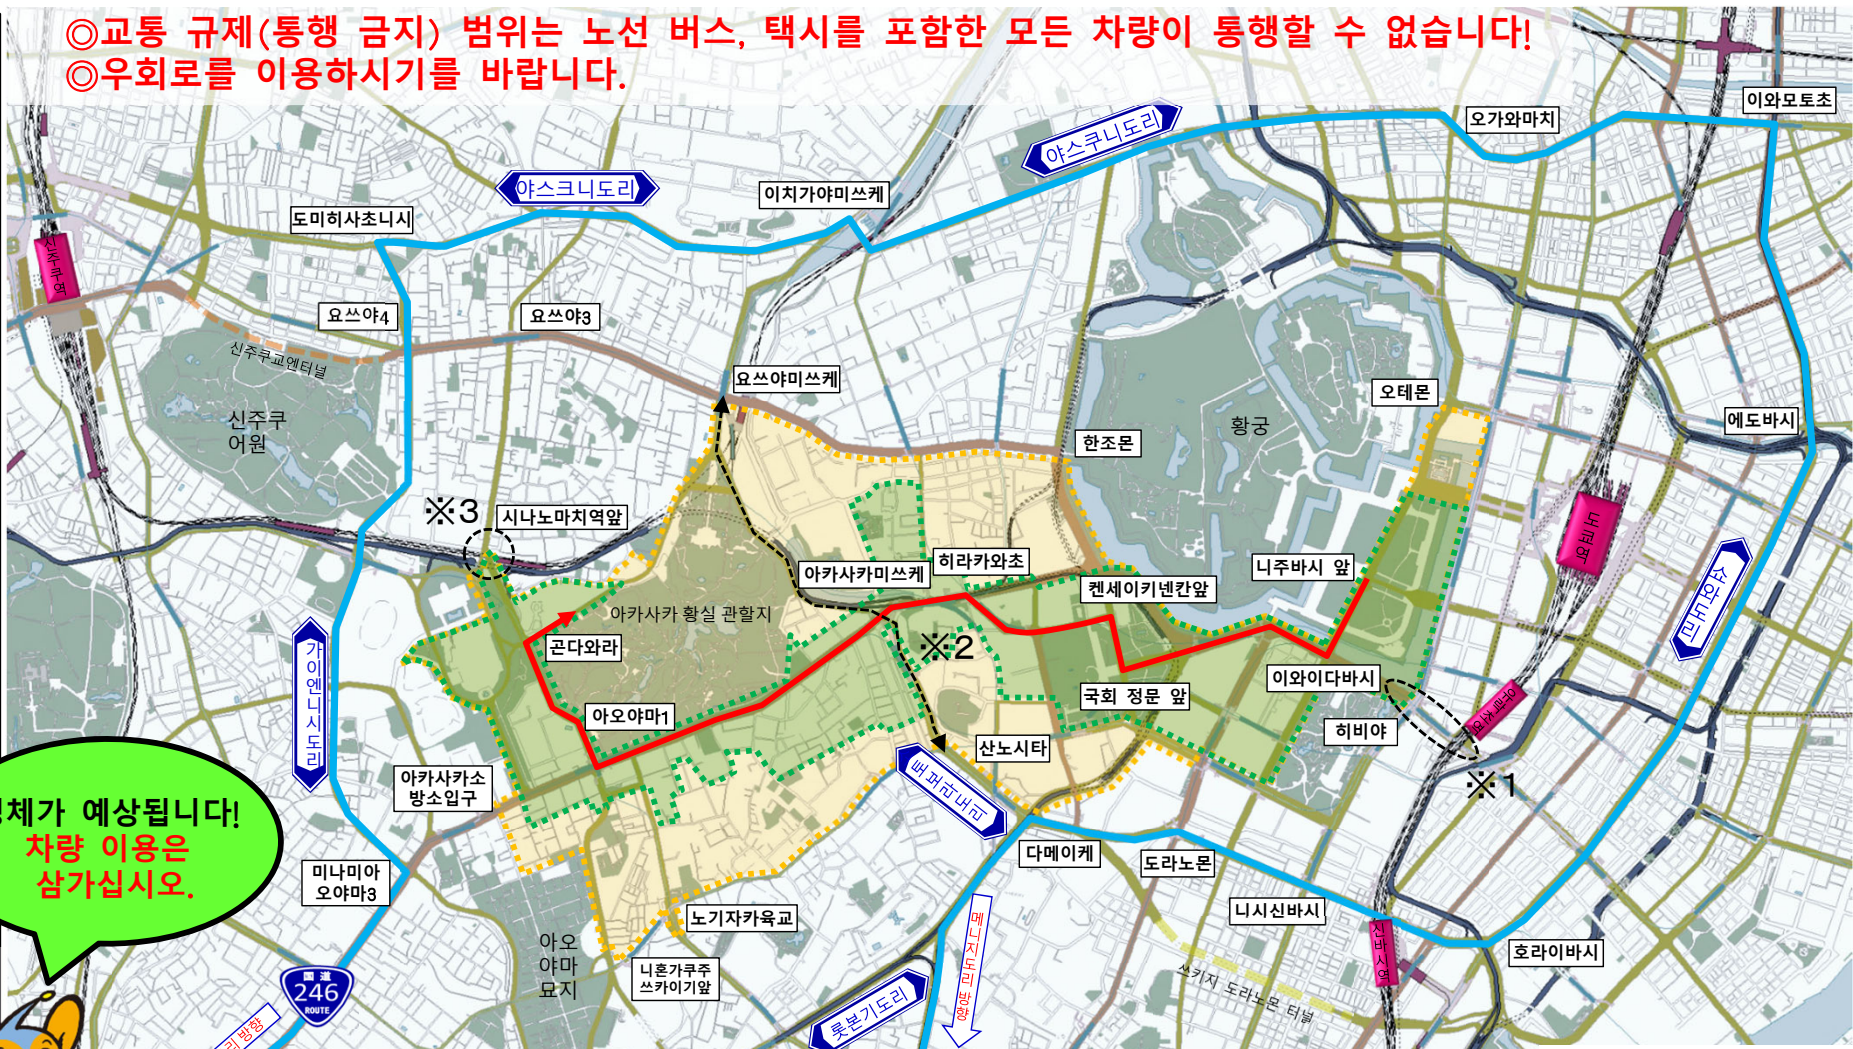 ◎교통 규제(통행 금지) 범위는 노선 버스, 택시를 포함한 모든 차량이 통행할 수 없습니다!
◎우회로를 이용하시기를 바랍니다.
이와모토초
오가와마치
야스쿠니도리
야스크니도리
이치가야미쓰케
도미히사초니시
신주쿠역
요쓰야4
요쓰야3
신주쿠교엔터널
요쓰야미쓰케
오테몬
신주쿠
어원
황궁
에도바시
한조몬
※3
시나노마치역앞
도쿄역
히라카와초
아카사카미쓰케
니주바시 앞
켄세이키넨칸앞
쇼와도리
아카사카 황실 관할지
곤다와라
※2
가이엔니시도리
이와이다바시
국회 정문 앞
아오야마1
히비야
산노시타
※1
아카사카소
방소입구
체가 예상됩니다!
차량 이용은
삼가십시오.
다메이케
도라노몬
미나미아
오야마3
니시신바시
노기자카육교
메니지도리 방향
신바시역
아오
야마
묘지
호라이바시
니혼가쿠주
쓰카이기앞
쓰키지 도라노몬 터널
国道
246
ROUTE
롯본기도리
리 방향